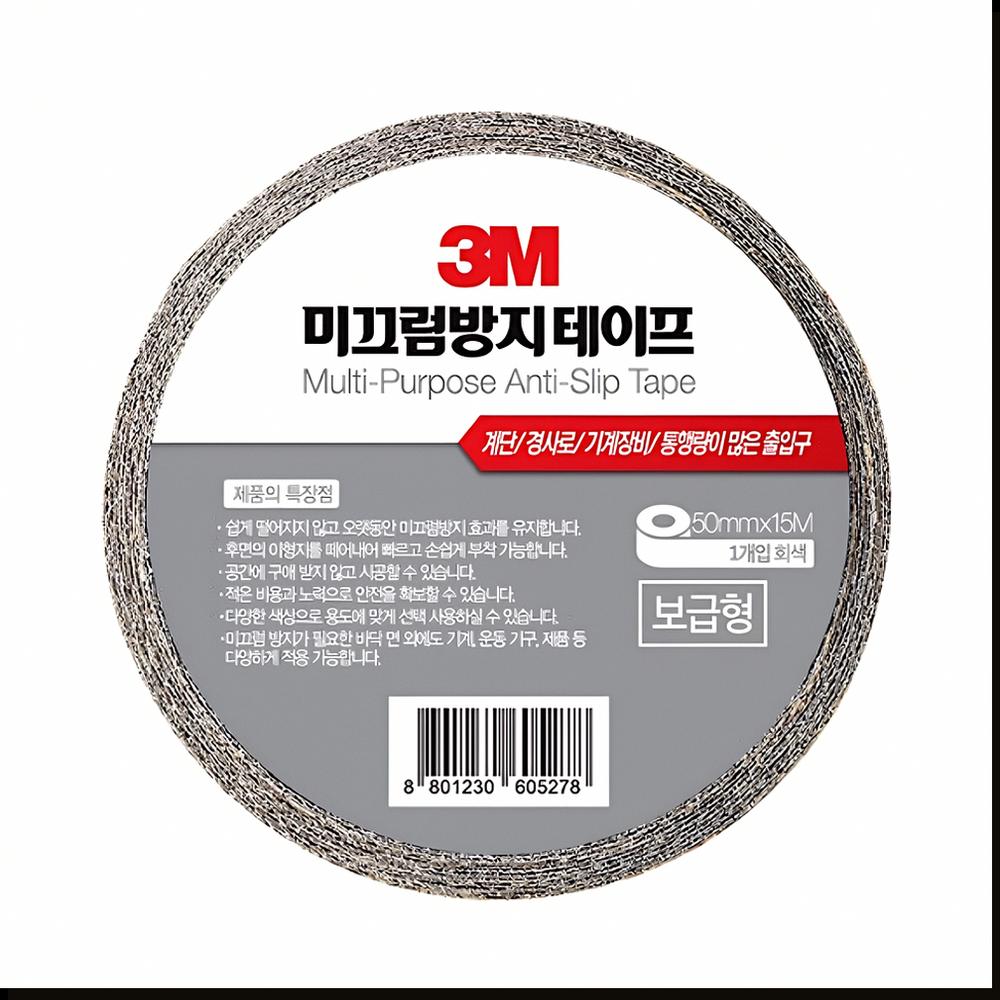 3M
미끄럼방지테이프
Multi-Purpose Anti-Slip Tape
계단/ 경사로/ 기계장비/ 통행량이 많은 출입구
제품의 특장점
· 쉽게 떨어지지 않고 오랫동안 미끄럼방지 효과를 유지합니다.
· 후면의 이형지를 떼어내어 빠르고 손쉽게 부착 가능합니다.
· 공간에 구애 받지 않고 시공할 수 있습니다.
· 적은 비용과 노력으로 안전을 확보할 수 있습니다.
· 다양한 색상으로 용도에 맞게 선택 사용하실 수 있습니다.
· 미끄럼 방지가 필요한 바닥 면 외에도 기계, 운동 가구, 제품 등
다양하게 적용 가능합니다.
50mmx15M
1개입 회색
보급형
8 801230 605278